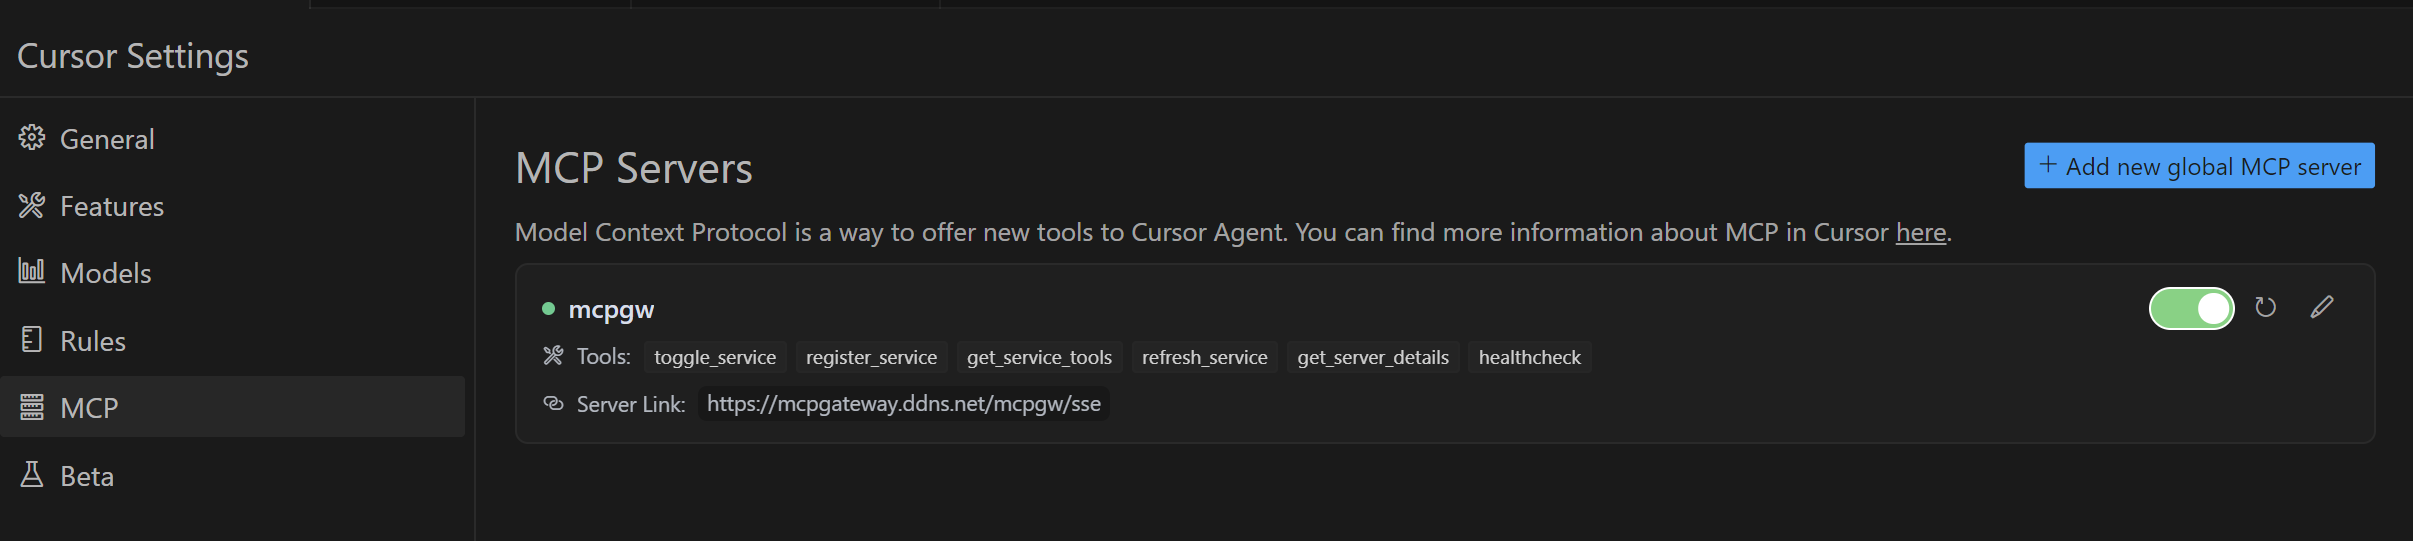 Cursor Settings
General
Features
Models
Rules
MCP
Beta
MCP Servers
+ Add new global MCP server
Model Context Protocol is a way to offer new tools to Cursor Agent. You can find more information about MCP in Cursor here.
mcpgw
Tools: toggle_service register_service get_service_tools refresh_service get_server_details healthcheck
Server Link: https://mcpgateway.ddns.net/mcpgw/sse